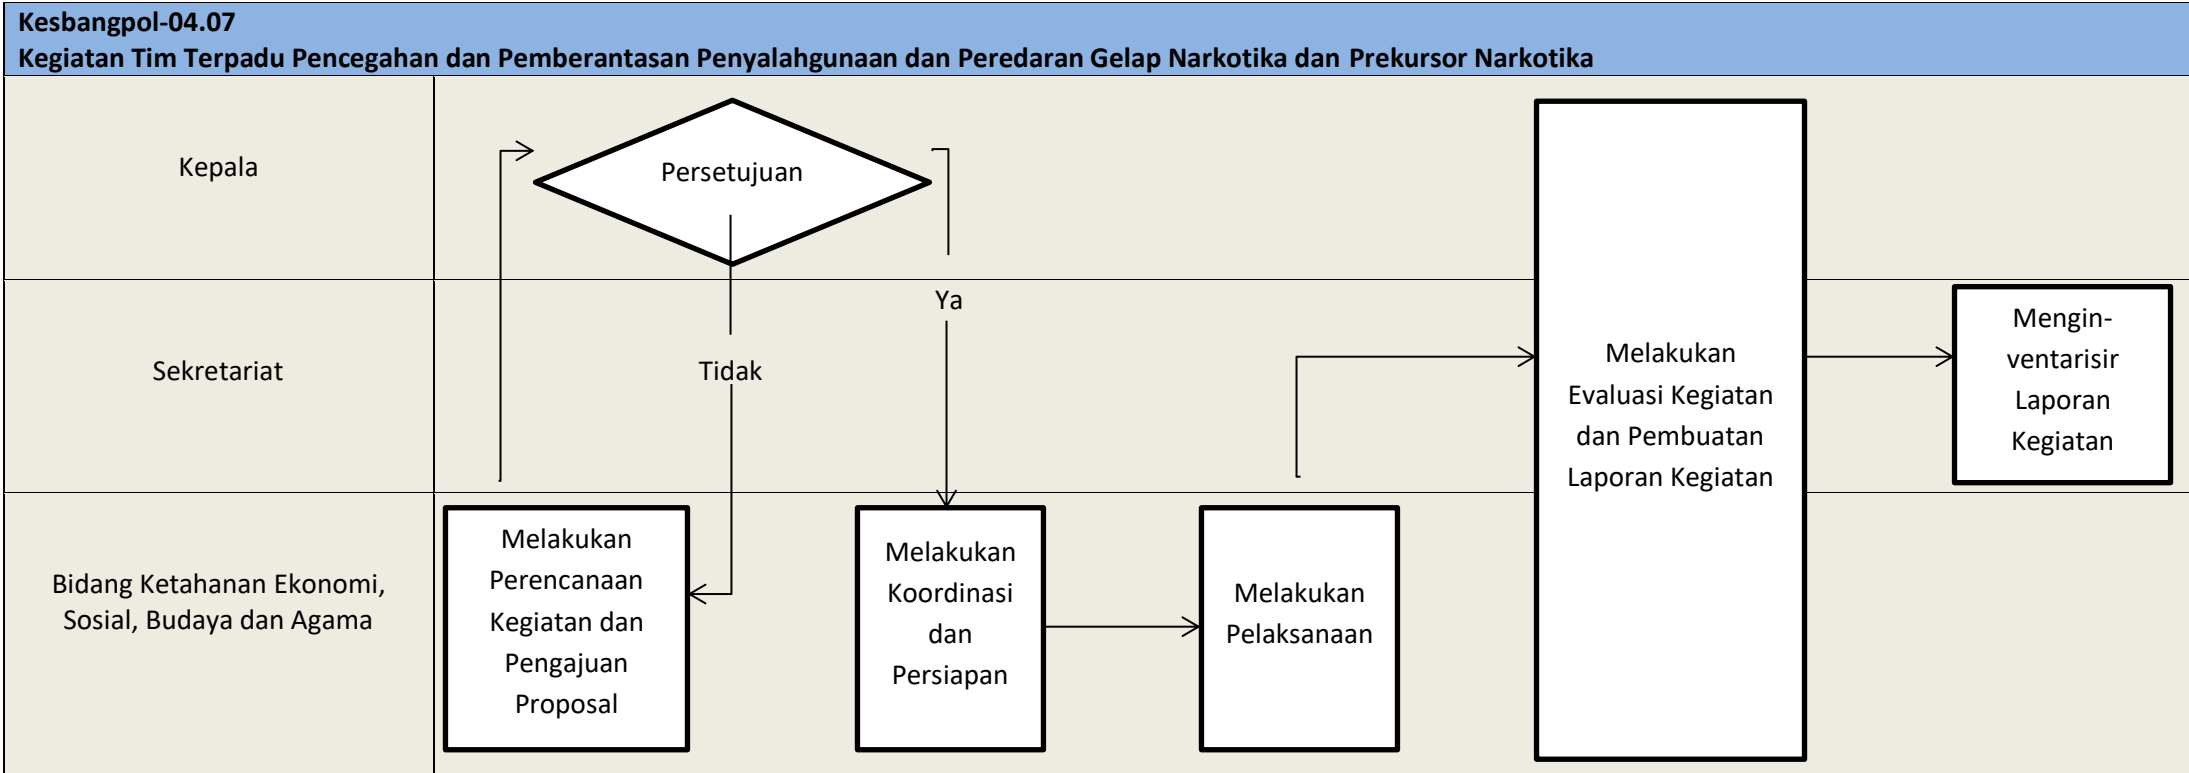 Kesbangpol-04.07
Kegiatan Tim Terpadu Pencegahan dan Pemberantasan Penyalahgunaan dan Peredaran Gelap Narkotika dan Prekursor Narkotika
Kepala
Persetujuan
Sekretariat
Ya
Tidak
Melakukan
Evaluasi Kegiatan
dan Pembuatan
Laporan Kegiatan
Mengin-
ventarisir
Laporan
Kegiatan
Bidang Ketahanan Ekonomi,
Sosial, Budaya dan Agama
Melakukan
Perencanaan
Kegiatan dan
Pengajuan
Proposal
Melakukan
Koordinasi
dan
Persiapan
Melakukan
Pelaksanaan